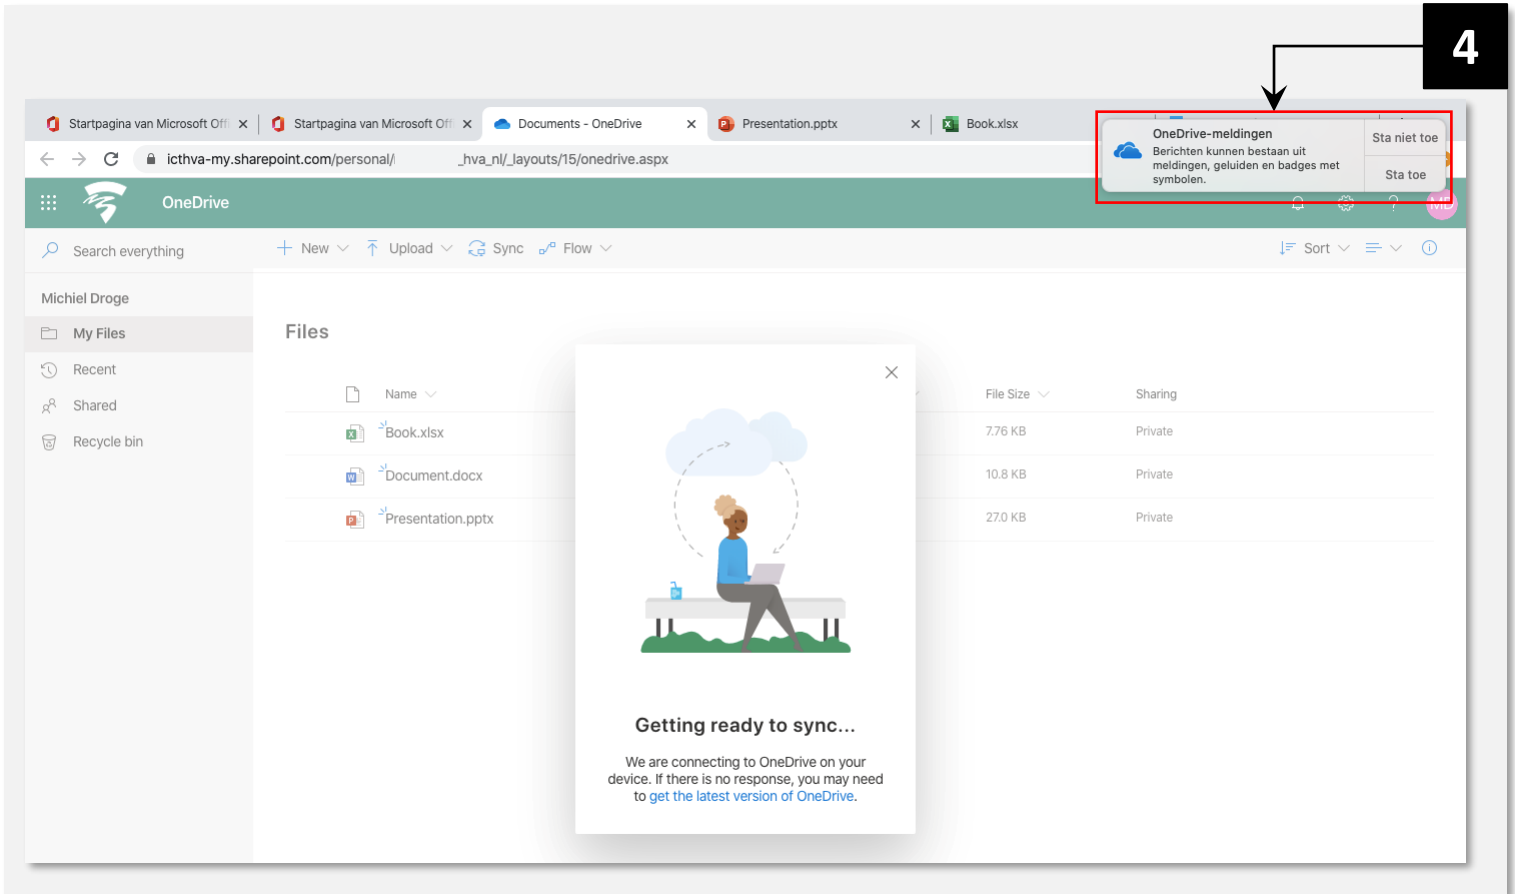 4
Startpagina van Microsoft Offi
Startpagina van Microsoft Offi
Documents - OneDrive
Presentation.pptx
Book.xlsx
OneDrive-meldingen
Berichten kunnen bestaan uit
meldingen, geluiden en badges met
symbolen.
Sta niet toe
Sta toe
icthva-my.sharepoint.com/personal/
_hva_nl/_layouts/15/onedrive.aspx
OneDrive
MD
Search everything
New
Upload
Sync
Flow
Sort
Michiel Droge
My Files
Recent
Shared
Recycle bin
Files
Name
File Size
Sharing
Book.xlsx
7.76 KB
Private
Document.docx
10.8 KB
Private
Presentation.pptx
27.0 KB
Private
Getting ready to sync...
We are connecting to OneDrive on your
device. If there is no response, you may need
to get the latest version of OneDrive.